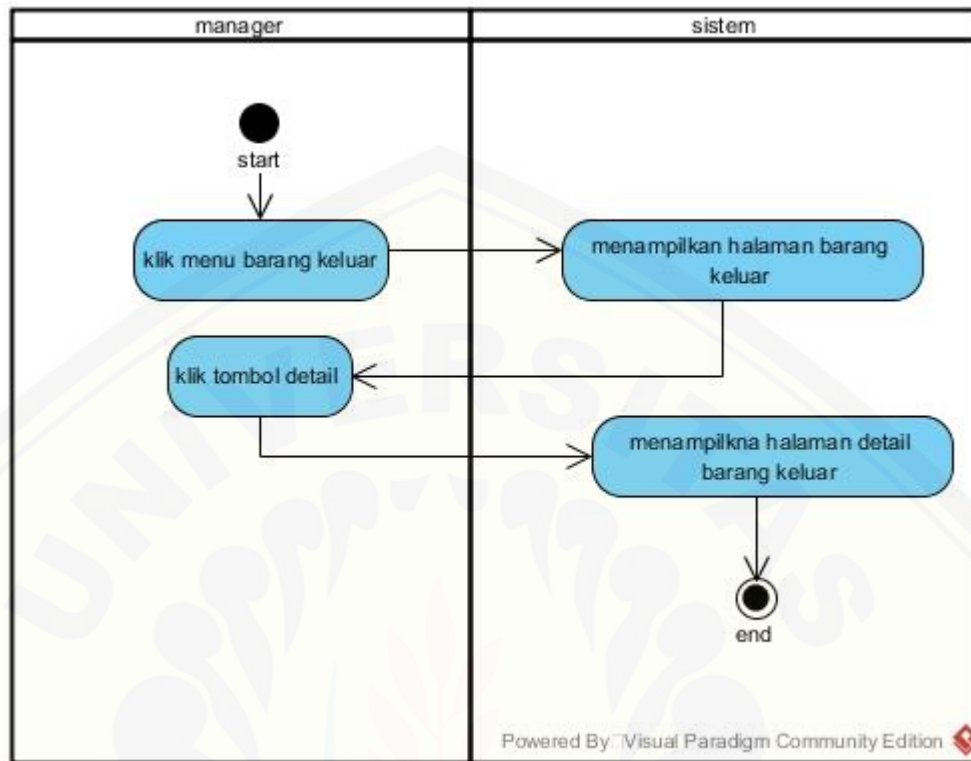 manager
sistem
start
klik menu barang keluar
menampilkan halaman barang
keluar
klik tombol detail
menampilkna halaman detail
barang keluar
end
UNIVERSITAS
Powered By Visual Paradigm Community Edition